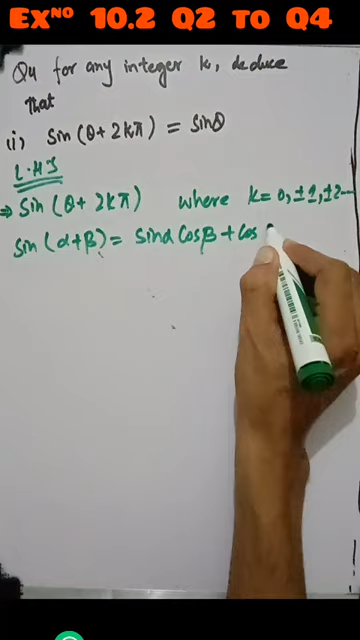 Exᴺᴼ 10.2 Q2 TO Q4
Q4 for any integer k, deduce
that
(i) Sin(θ+2kπ) = Sinθ
L.H.S
⇒ Sin(θ+2kπ) where k=0,±1,±2--
Sin(α+β) = Sinα Cosβ + Cos